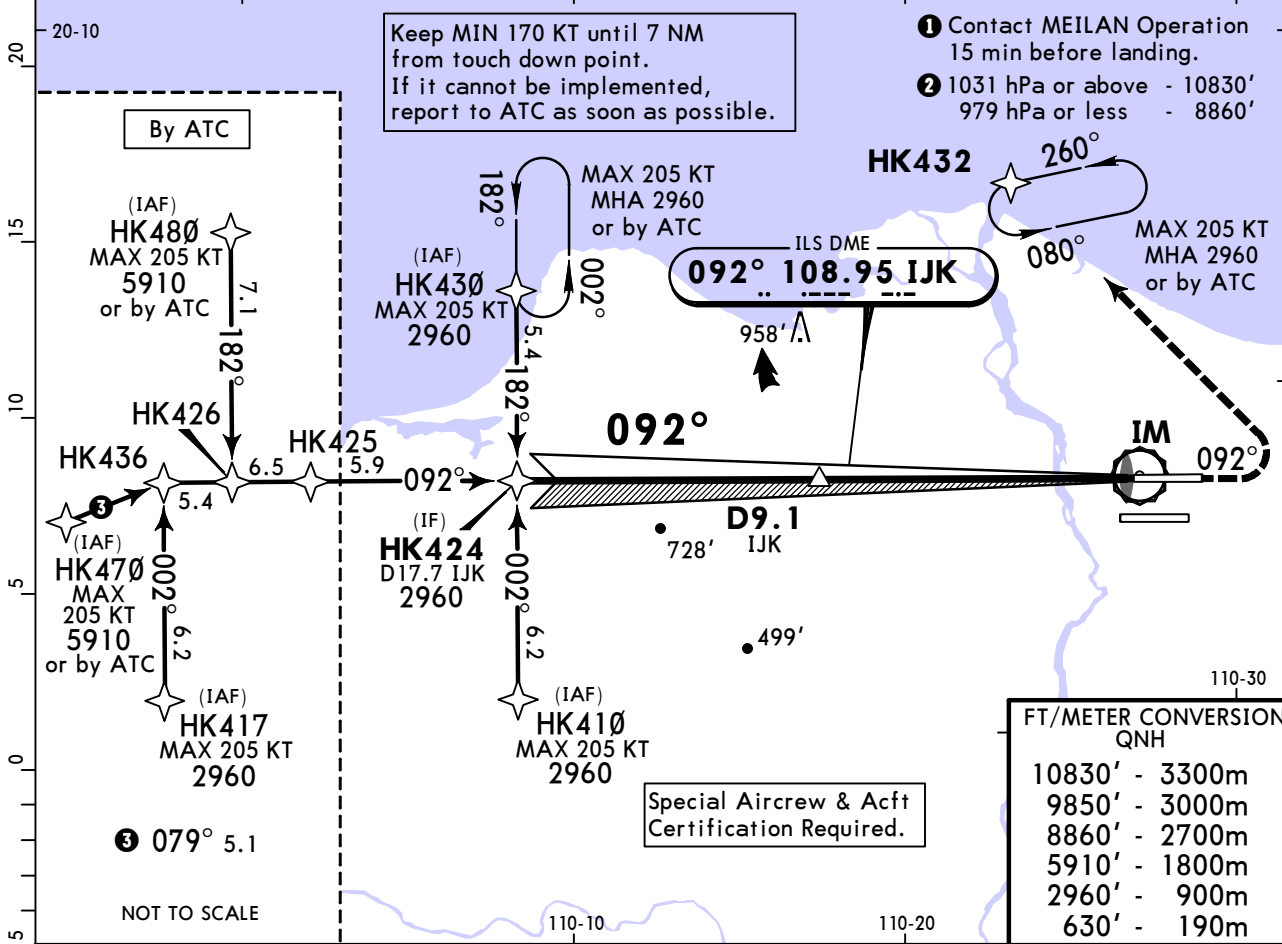 20-10
20
15
10
5
0
5
Keep MIN 170 KT until 7 NM
from touch down point.
If it cannot be implemented,
report to ATC as soon as possible.
❶ Contact MEILAN Operation
15 min before landing.
❷ 1031 hPa or above - 10830'
979 hPa or less - 8860'
By ATC
(IAF)
HK48Ø
MAX 205 KT
5910
or by ATC
7.1
182°
182°
002°
MAX 205 KT
MHA 2960
or by ATC
(IAF)
HK43Ø
MAX 205 KT
2960
5.4
182°
HK432
260°
080°
MAX 205 KT
MHA 2960
or by ATC
ILS DME
092° 108.95 IJK
958'
HK426
HK436
HK425
6.5
5.9
5.4
092°
092°
IM
092°
❸
(IAF)
HK47Ø
MAX
205 KT
5910
or by ATC
002°
6.2
(IAF)
HK417
MAX 205 KT
2960
(IF)
HK424
D17.7 IJK
2960
002°
6.2
(IAF)
HK41Ø
MAX 205 KT
2960
D9.1
IJK
728'
499'
❸ 079° 5.1
NOT TO SCALE
Special Aircrew & Acft
Certification Required.
110-10
110-20
110-30
FT/METER CONVERSION
QNH
10830' - 3300m
9850' - 3000m
8860' - 2700m
5910' - 1800m
2960' - 900m
630' - 190m